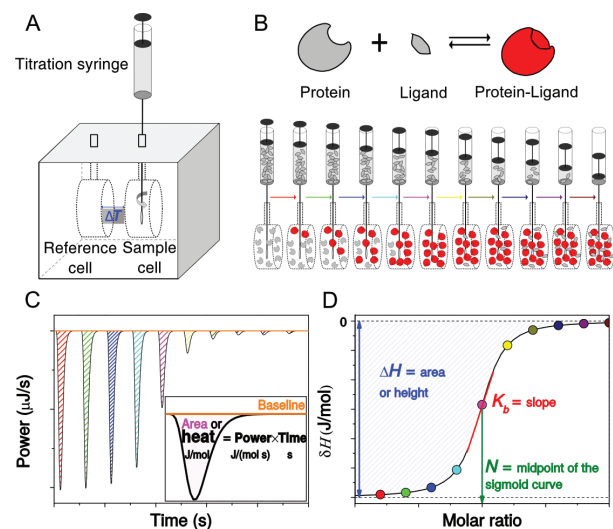 A
Titration syringe
ΔT
Reference cell
Sample cell
B
Protein
+
Ligand
Protein-Ligand
C
Power (μJ/s)
Time (s)
Baseline
Area or
heat = Power×Time
J/mol J/(mol s) s
D
0
δH(J/mol)
ΔH = area
or height
K_b = slope
N = midpoint of the
sigmoid curve
Molar ratio